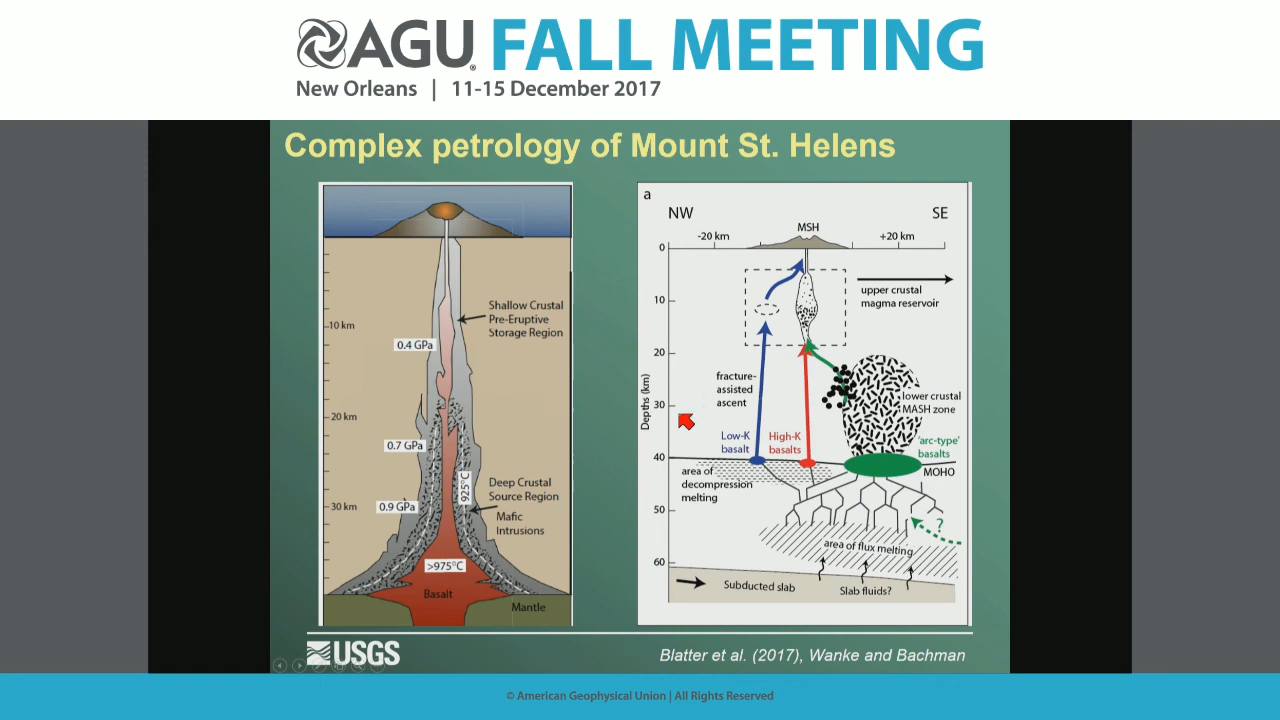 AGU FALL MEETING
New Orleans | 11-15 December 2017
Complex petrology of Mount St. Helens
10 km
0.4 GPa
Shallow Crustal
Pre-Eruptive
Storage Region
20 km
0.7 GPa
925°C
Deep Crustal
Source Region
30 km
0.9 GPa
Mafic
Intrusions
>975°C
Basalt
Mantle
a
NW
SE
MSH
-20 km
+20 km
0
10
20
30
40
50
60
Depths (km)
upper crustal
magma reservoir
fracture-
assisted
ascent
lower crustal
MASH zone
Low-K
basalt
High-K
basalts
'arc-type'
basalts
MOHO
area of
decompression
melting
?
area of flux melting
Subducted slab
Slab fluids?
USGS
Blatter et al. (2017), Wanke and Bachman
© American Geophysical Union | All Rights Reserved